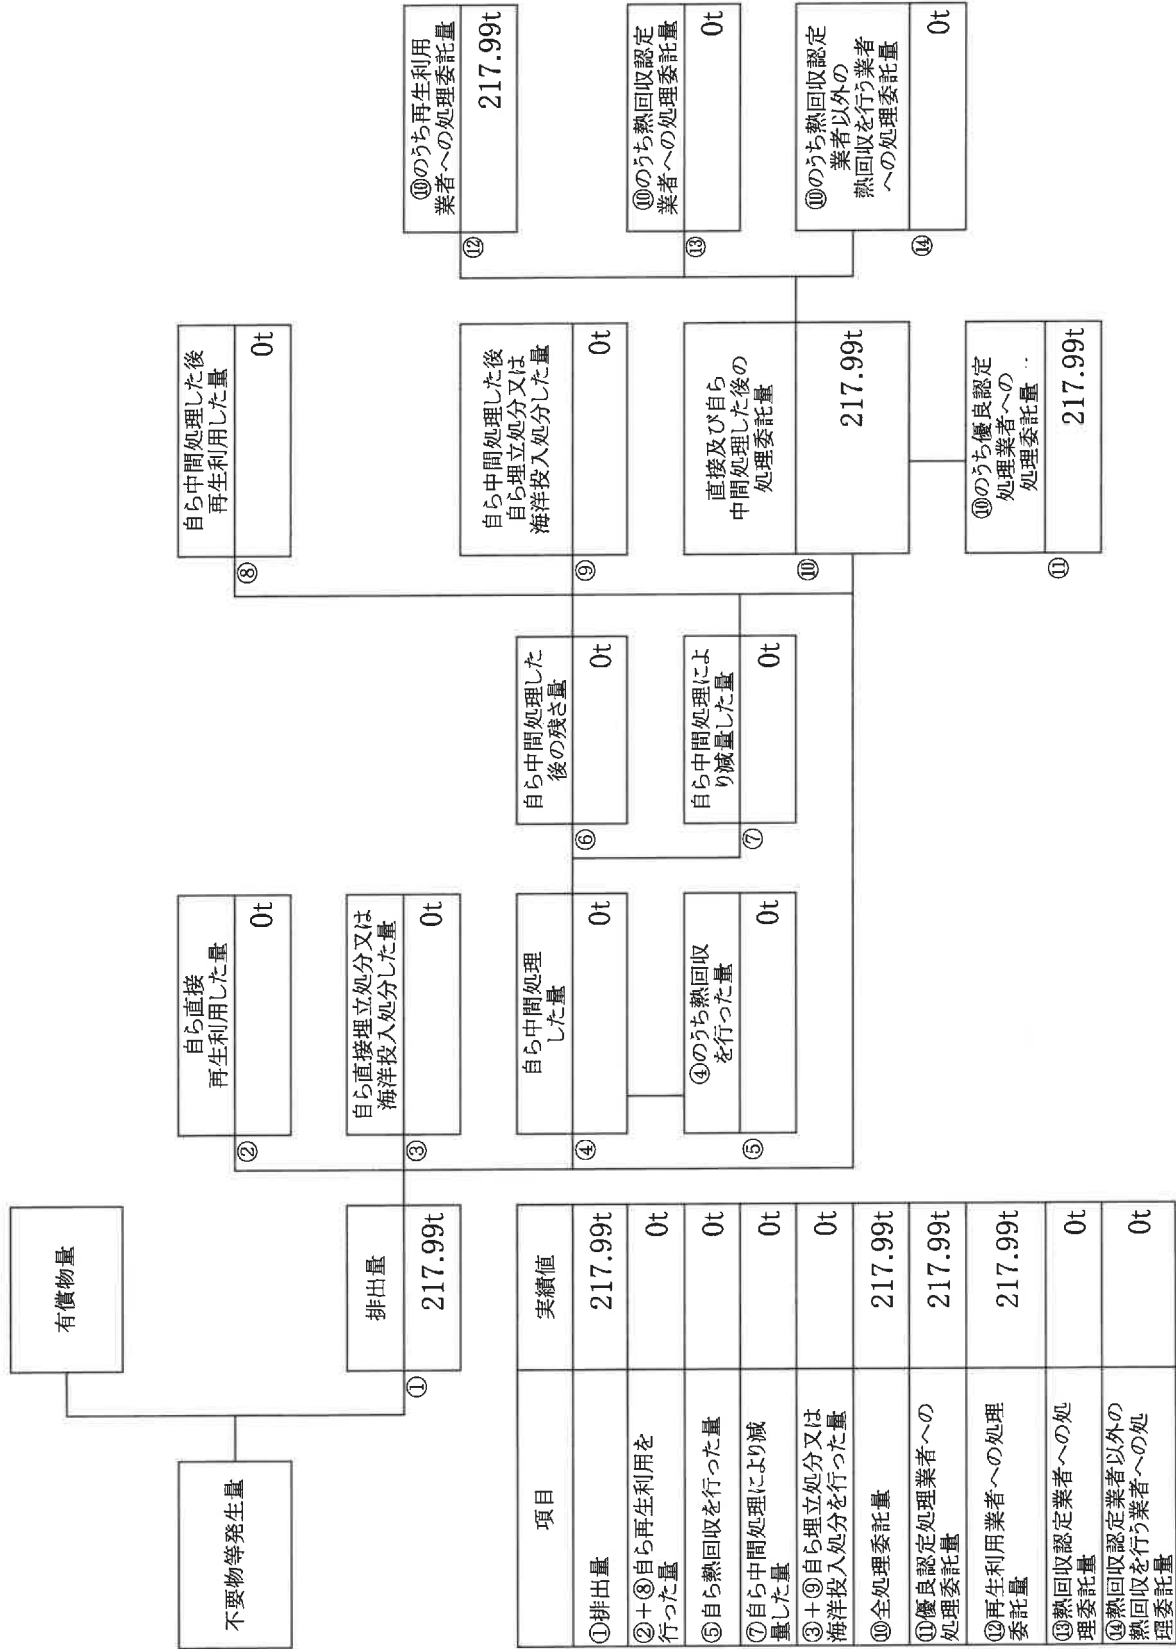 不要物等発生量
有償物量
排出量
①
217.99t
自ら直接
再生利用した量
②
0t
自ら直接埋立処分又は
海洋投入処分した量
③
0t
自ら中間処理
した量
④
0t
④のうち熱回収
を行った量
⑤
0t
自ら中間処理した
後の残さ量
⑥
0t
自ら中間処理によ
り減量した量
⑦
0t
自ら中間処理した後
再生利用した量
⑧
0t
自ら中間処理した後
自ら埋立処分又は
海洋投入処分した量
⑨
0t
直接及び自ら
中間処理した後の
処理委託量
⑩
217.99t
⑩のうち優良認定
処理業者への
処理委託量
⑪
217.99t
⑩のうち再生利用
業者への処理委託量
⑫
217.99t
⑩のうち熱回収認定
業者への処理委託量
⑬
0t
⑩のうち熱回収認定
業者以外の
熱回収を行う業者
への処理委託量
⑭
0t
項目
実績値
①排出量
217.99t
②+⑧自ら再生利用を
行った量
0t
⑤自ら熱回収を行った量
0t
⑦自ら中間処理により減
量した量
0t
③+⑨自ら埋立処分又は
海洋投入処分を行った量
0t
⑩全処理委託量
217.99t
⑪優良認定処理業者への
処理委託量
217.99t
⑫再生利用業者への処理
委託量
217.99t
⑬熱回収認定業者への処
理委託量
0t
⑭熱回収認定業者以外の
熱回収を行う業者への処
理委託量
0t